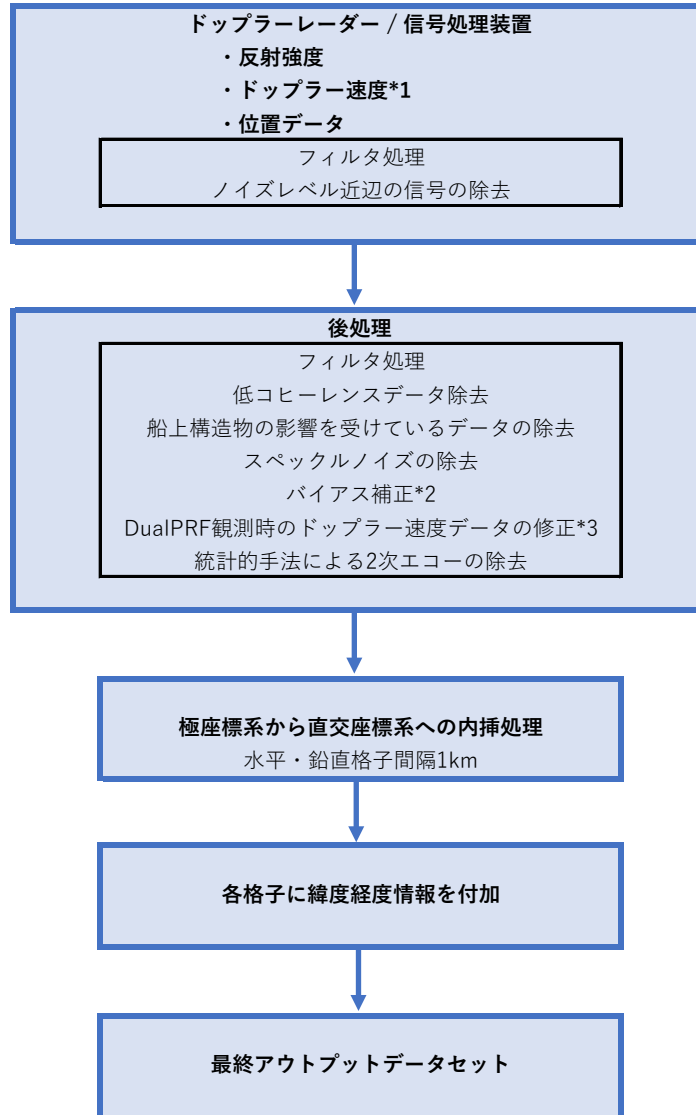 ドップラーレーダー / 信号処理装置
・反射強度
・ドップラー速度*1
・位置データ
フィルタ処理
ノイズレベル近辺の信号の除去
後処理
フィルタ処理
低コヒーレンスデータ除去
船上構造物の影響を受けているデータの除去
スペックルノイズの除去
バイアス補正*2
DualPRF観測時のドップラー速度データの修正*3
統計的手法による2次エコーの除去
極座標系から直交座標系への内挿処理
水平・鉛直格子間隔1km
各格子に緯度経度情報を付加
最終アウトプットデータセット